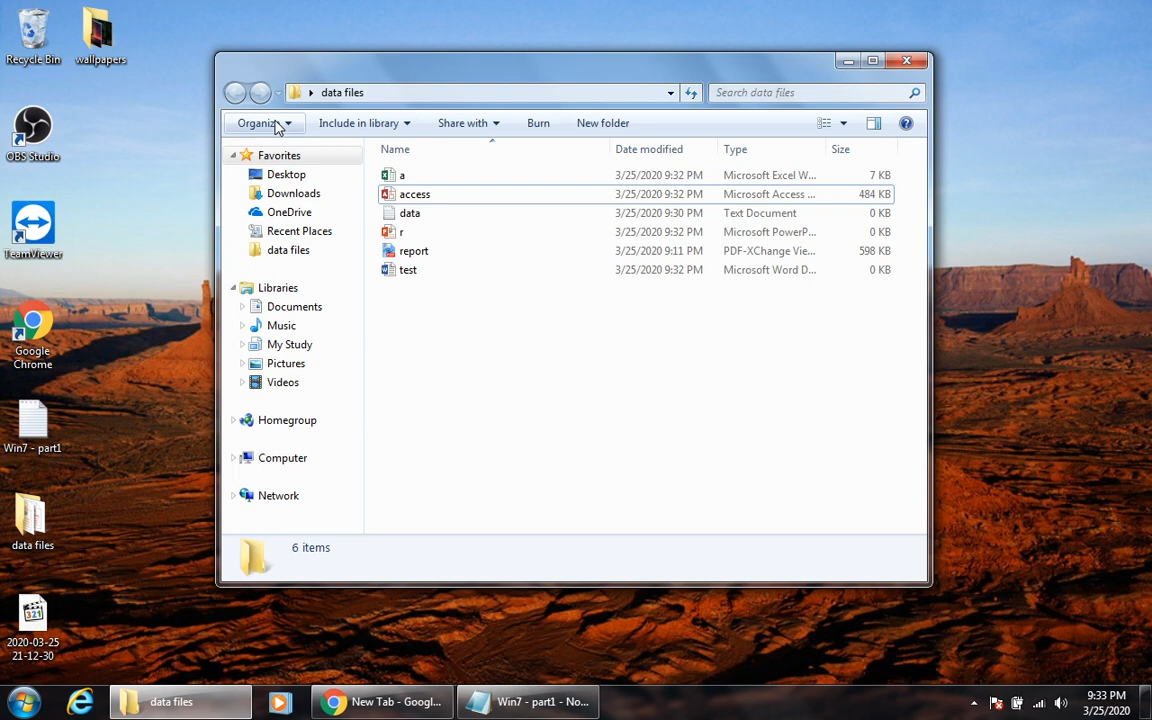 Recycle Bin
wallpapers
OBS Studio
TeamViewer
Google
Chrome
Win7 - part1
data files
2020-03-25
21-12-30
data files
Search data files
Organize
Include in library
Share with
Burn
New folder
Favorites
Desktop
Downloads
OneDrive
Recent Places
data files
Libraries
Documents
Music
My Study
Pictures
Videos
Homegroup
Computer
Network
Name Date modified Type Size
a 3/25/2020 9:32 PM Microsoft Excel W... 7 KB
access 3/25/2020 9:32 PM Microsoft Access ... 484 KB
data 3/25/2020 9:30 PM Text Document 0 KB
r 3/25/2020 9:32 PM Microsoft PowerP... 0 KB
report 3/25/2020 9:11 PM PDF-XChange Vie... 598 KB
test 3/25/2020 9:32 PM Microsoft Word D... 0 KB
6 items
data files
New Tab - Googl...
Win7 - part1 - No...
9:33 PM
3/25/2020